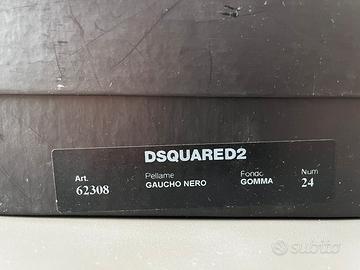 DSQUARED2
Art. Pellame Fondo Num
62308 GAUCHO NERO GOMMA 24
subito